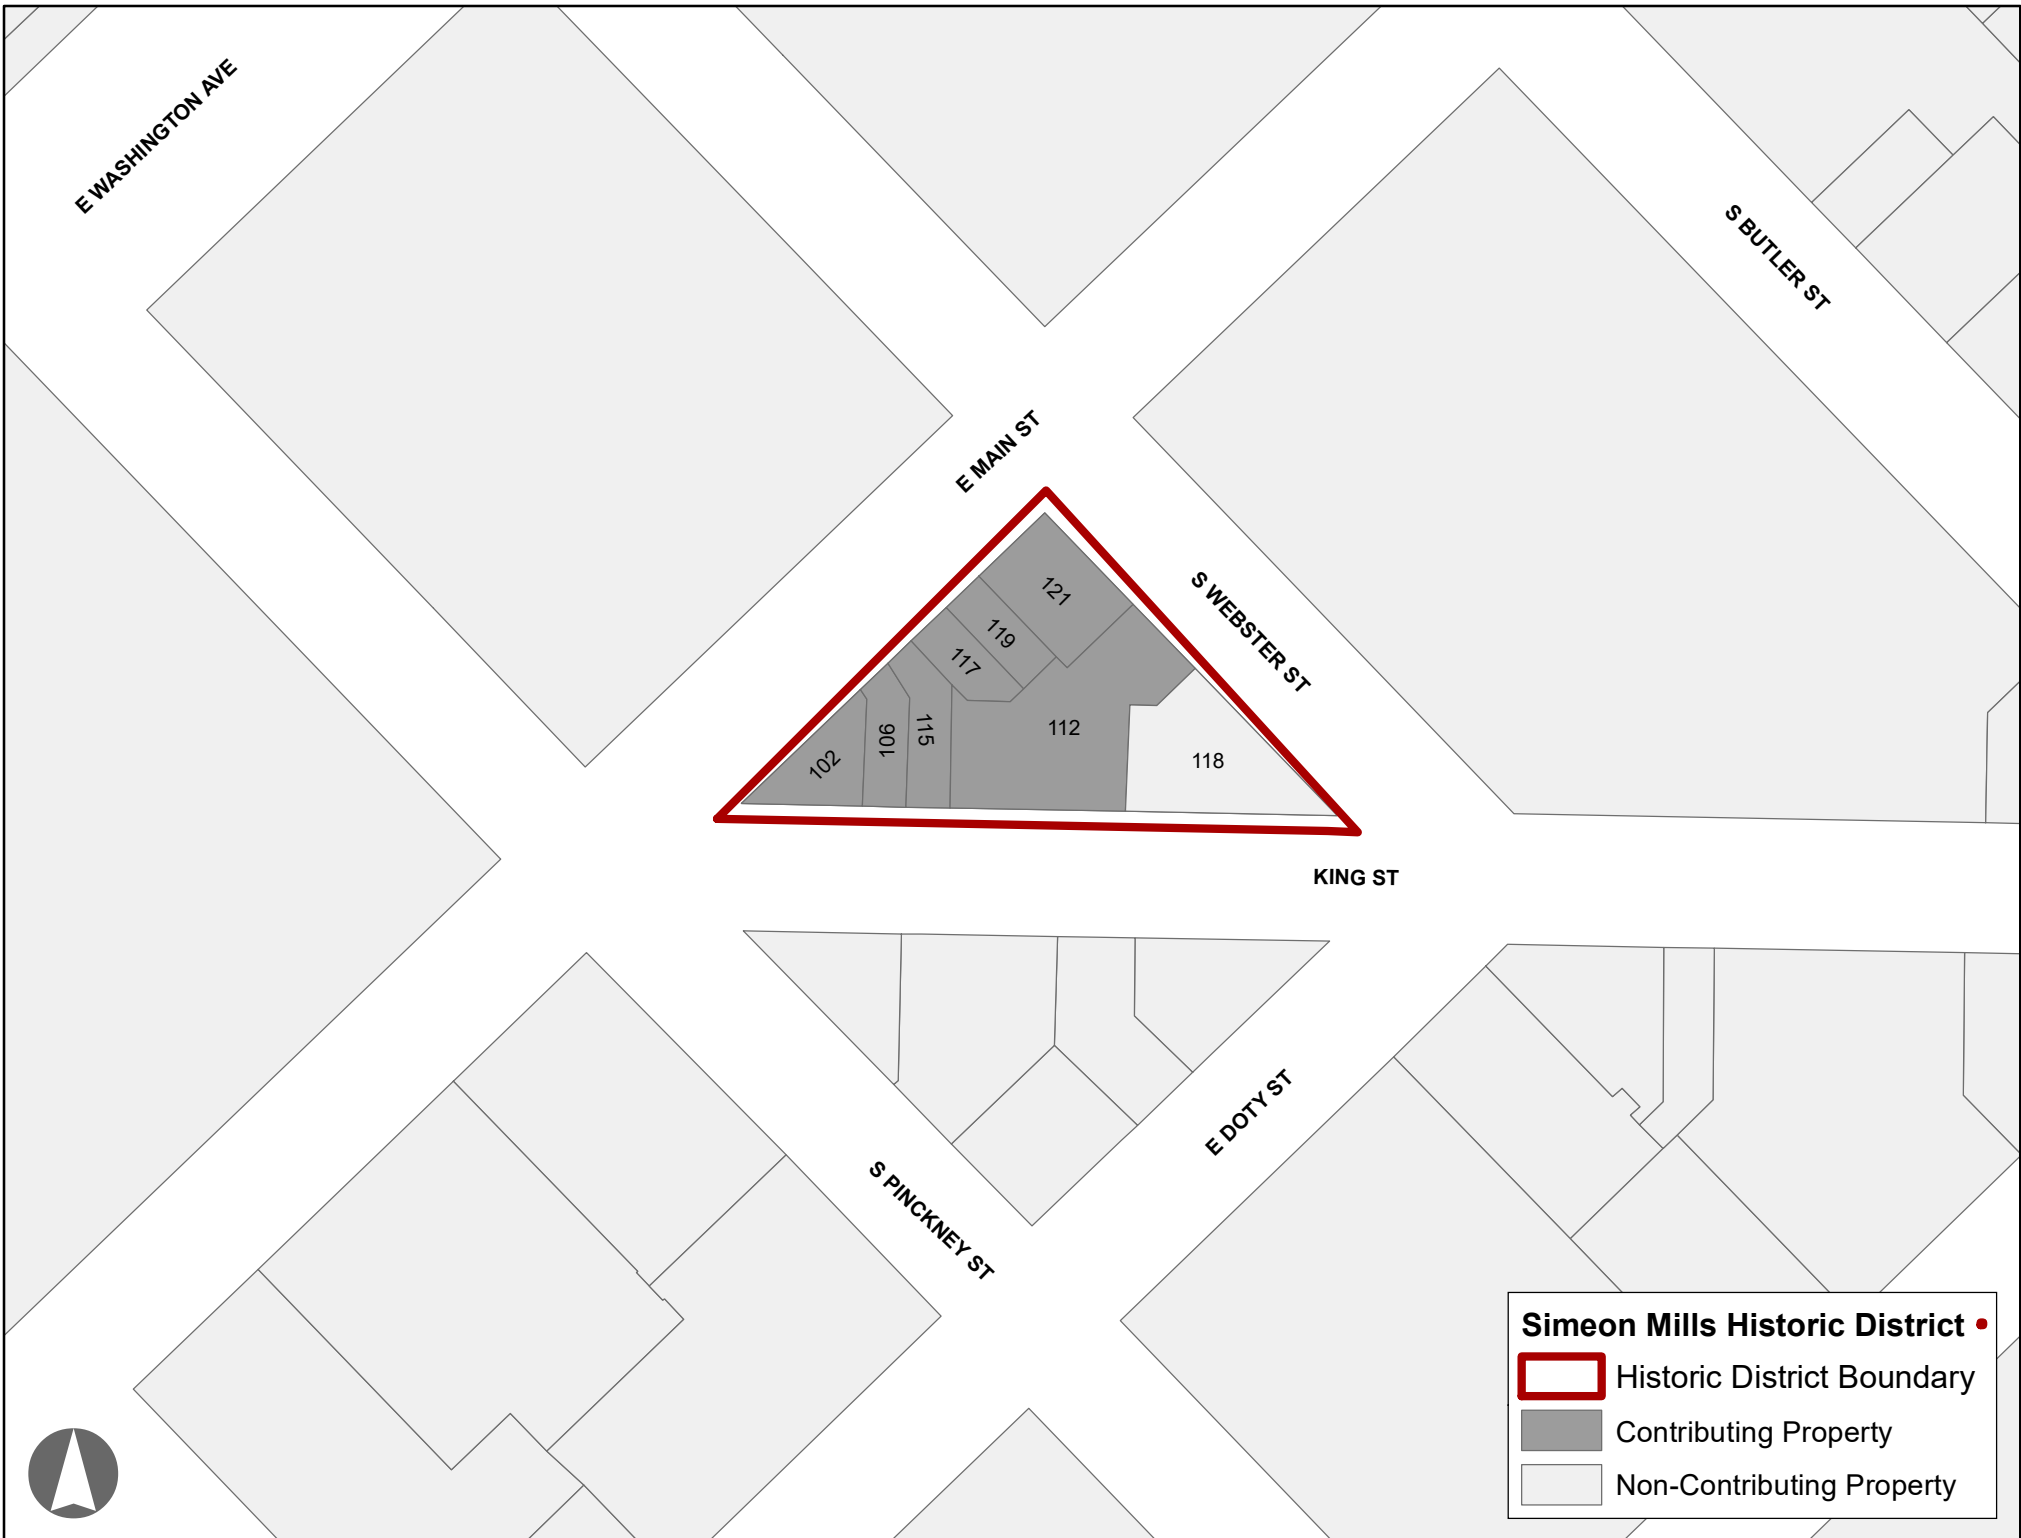 E WASHINGTON AVE
S BUTLER ST
E MAIN ST
S WEBSTER ST
121
119
117
115
106
102
112
118
KING ST
E DOTY ST
S PINCKNEY ST
Simeon Mills Historic District
Historic District Boundary
Contributing Property
Non-Contributing Property